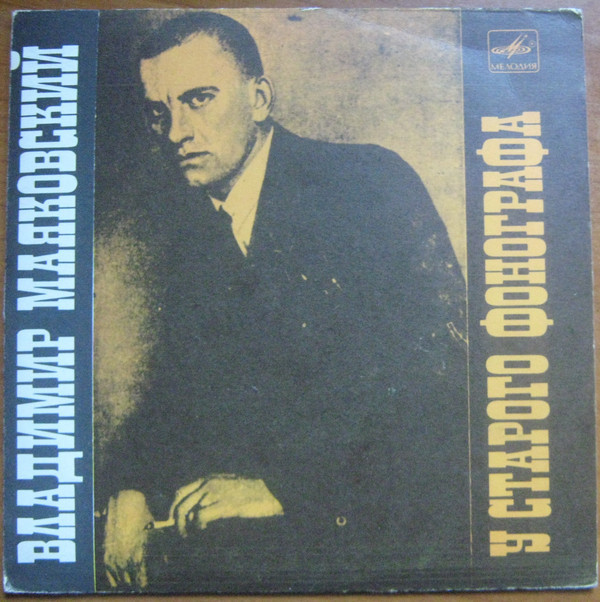 ВЛАДИМИР МАЯКОВСКИЙ
МЕЛОДИЯ
У СТАРОГО ФОНОГРАФА